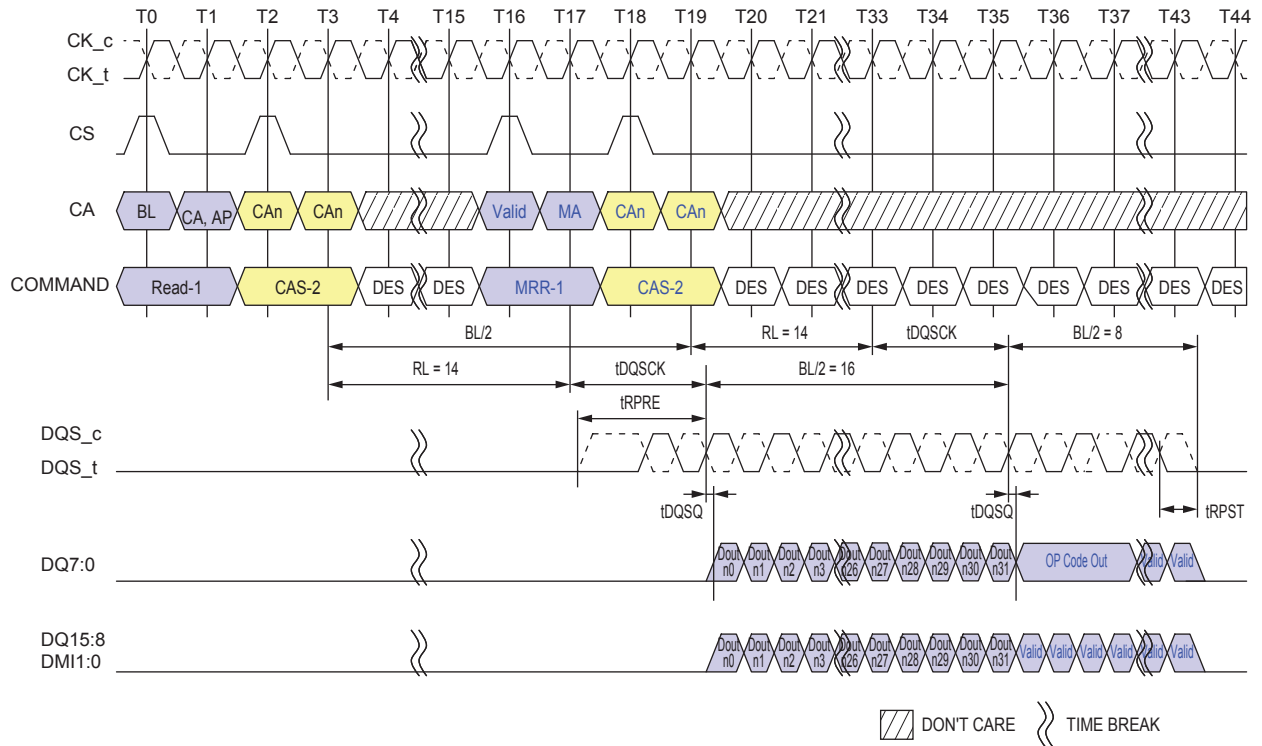 T0 T1 T2 T3 T4 T15 T16 T17 T18 T19 T20 T21 T33 T34 T35 T36 T37 T43 T44
CK_c
CK_t
CS
CA BL CA, AP CAn CAn Valid MA CAn CAn
COMMAND Read-1 CAS-2 DES DES MRR-1 CAS-2 DES DES DES DES DES DES DES DES DES
BL/2 RL = 14 tDQSCK BL/2 = 8
RL = 14 tDQSCK BL/2 = 16
tRPRE
DQS_c
DQS_t
tDQSQ tDQSQ tRPST
DQ7:0 Dout n0 Dout n1 Dout n2 Dout n3 Dout n26 Dout n27 Dout n28 Dout n29 Dout n30 Dout n31 OP Code Out Valid Valid
DQ15:8
DMI1:0 Dout n0 Dout n1 Dout n2 Dout n3 Dout n26 Dout n27 Dout n28 Dout n29 Dout n30 Dout n31 Valid Valid Valid Valid Valid Valid
DON'T CARE TIME BREAK